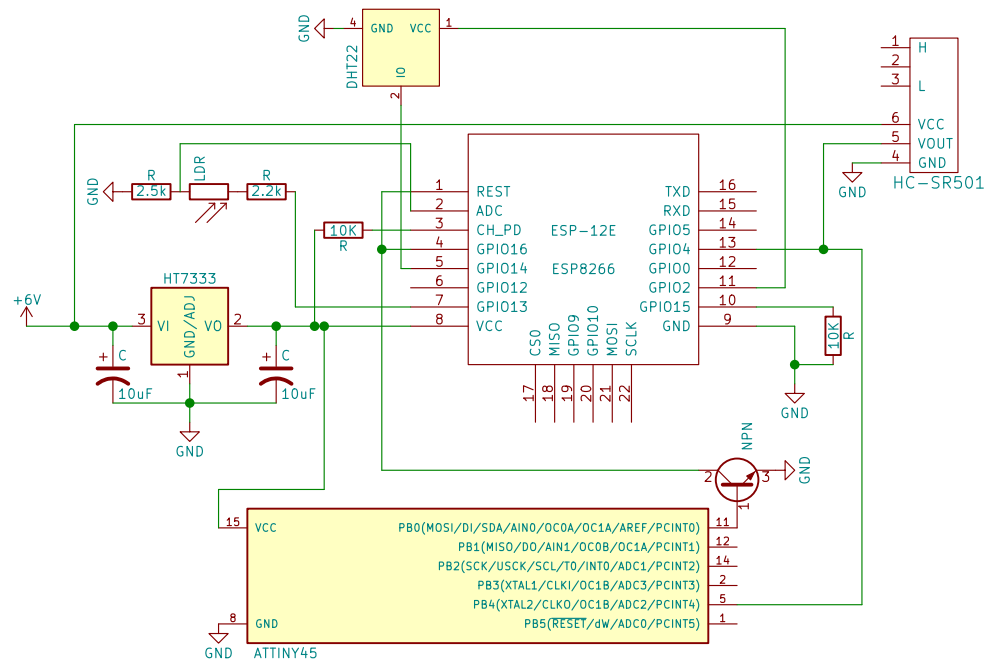 GND
4
GND
VCC
1
DHT22
IO
2
1
H
2
3
L
6
VCC
5
VOUT
4
GND
GND
HC-SR501
GND
R
2.5k
LDR
R
2.2k
10K
R
1
REST
2
ADC
3
CH_PD
4
GPIO16
5
GPIO14
6
GPIO12
7
GPIO13
8
VCC
ESP-12E
ESP8266
TXD
16
RXD
15
GPIO5
14
GPIO4
13
GPIO0
12
GPIO2
11
GPIO15
10
GND
9
CS0
MISO
GPIO9
GPIO10
MOSI
SCLK
17
18
19
20
21
22
10K
R
GND
+6V
HT7333
3
VI
VO
2
GND/ADJ
1
+
C
10uF
+
C
10uF
GND
NPN
2
3
1
GND
15
VCC
PB0(MOSI/DI/SDA/AIN0/OC0A/OC1A/AREF/PCINT0)
11
PB1(MISO/DO/AIN1/OC0B/OC1A/PCINT1)
12
PB2(SCK/USCK/SCL/T0/INT0/ADC1/PCINT2)
14
PB3(XTAL1/CLKI/OC1B/ADC3/PCINT3)
2
PB4(XTAL2/CLKO/OC1B/ADC2/PCINT4)
5
8
GND
PB5(RESET/dW/ADC0/PCINT5)
1
GND
ATTINY45